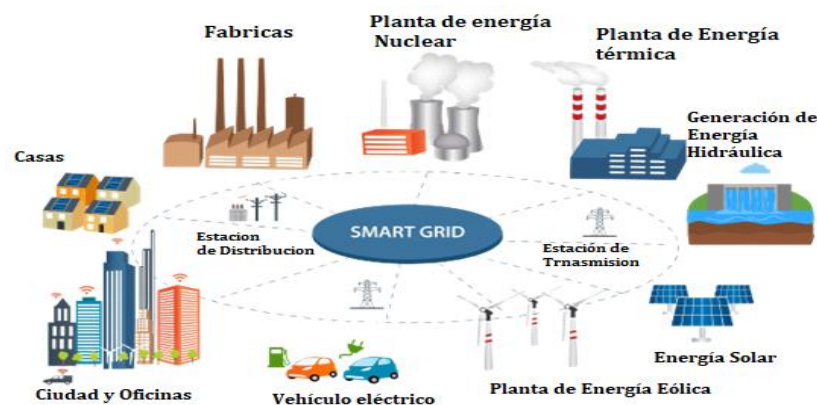 Fabricas
Planta de energía
Nuclear
Planta de Energía
térmica
Generación de
Energía
Hidráulica
Casas
Estacion
de Distribucion
SMART GRID
Estación de
Trnasmision
Energía Solar
Planta de Energía Eólica
Vehículo eléctrico
Ciudad y Oficinas